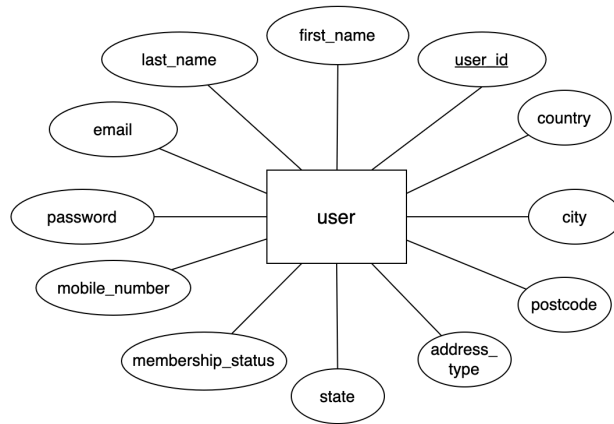 first_name
last_name
user_id
country
email
user
password
city
mobile_number
postcode
membership_status
address_
type
state